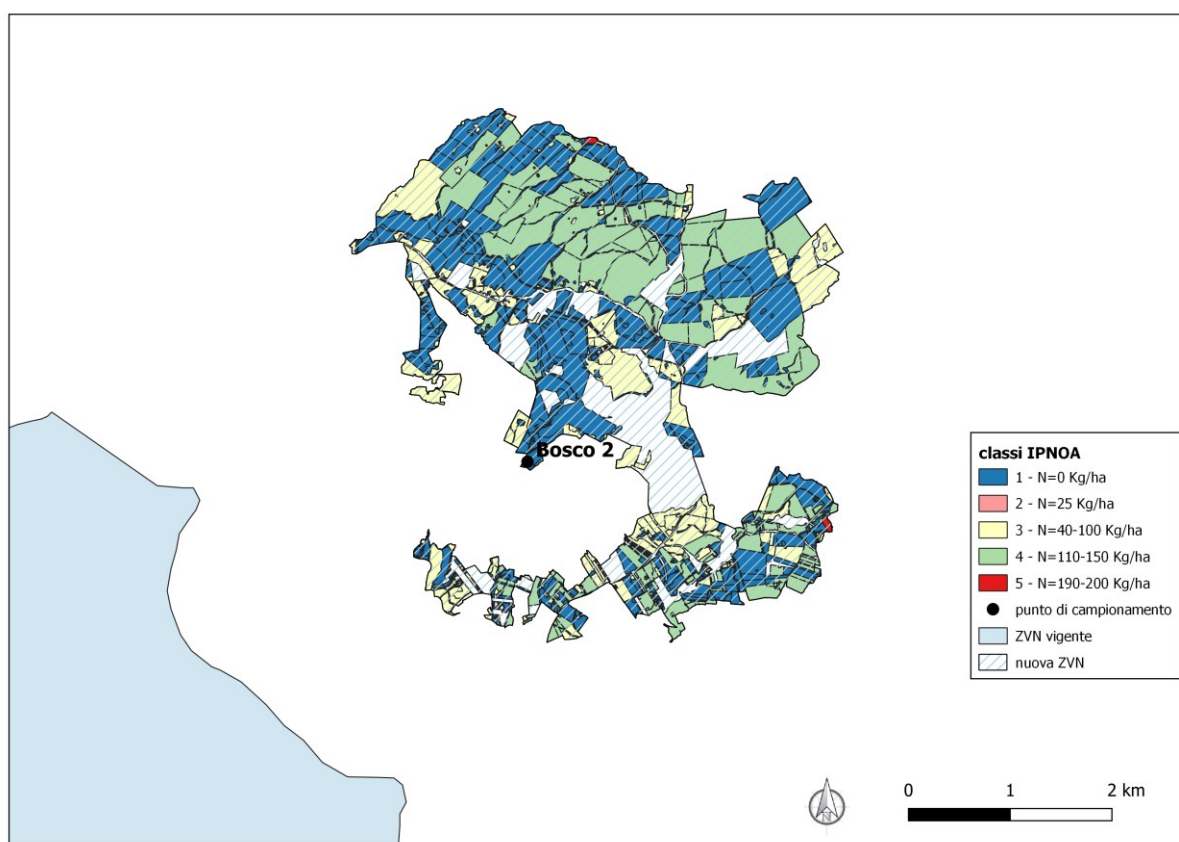 Bosco 2
classi IPNOA
1 - N=0 Kg/ha
2 - N=25 Kg/ha
3 - N=40-100 Kg/ha
4 - N=110-150 Kg/ha
5 - N=190-200 Kg/ha
punto di campionamento
ZVN vigente
nuova ZVN
N
0 1 2 km